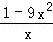 1 − 9x²
x